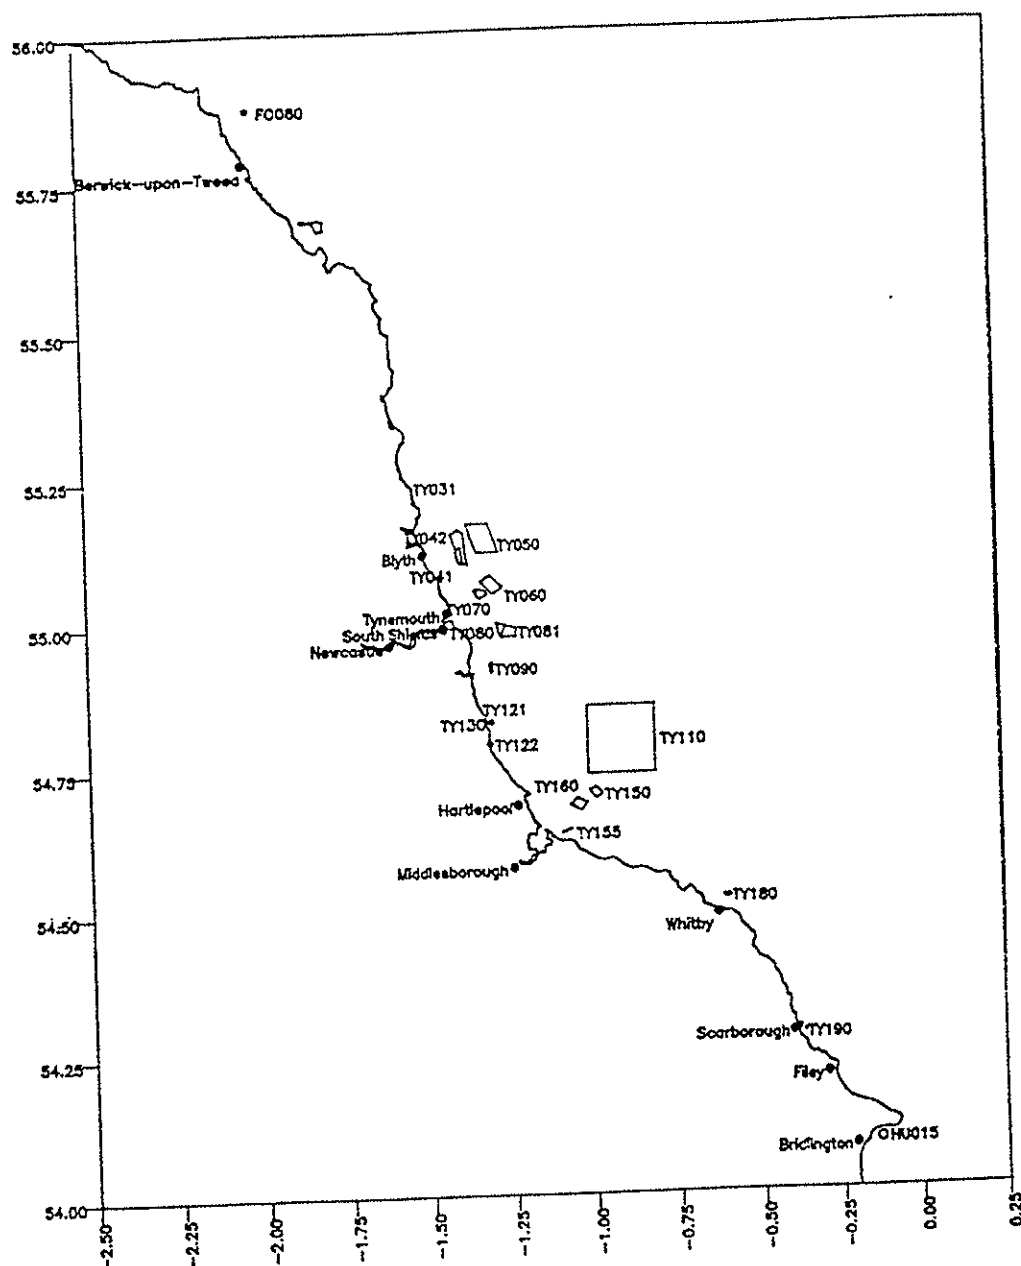 56.00
FO080
Berwick-upon-Tweed
55.75
55.50
55.25
TY031
TY042
TY050
Blyth
TY041
TY060
TY070
Tynemouth
55.00
South Shields
TY080
TY081
Newcastle
TY090
TY121
TY130
TY110
TY122
54.75
TY160
TY150
Hartlepool
TY155
Middlesborough
TY180
54.50
Whitby
Scarborough
TY190
54.25
Filey
HU015
Bridlington
54.00
-2.50
-2.00
-1.75
-1.50
-1.25
-1.00
-0.75
-0.50
-0.25
0.00
0.25